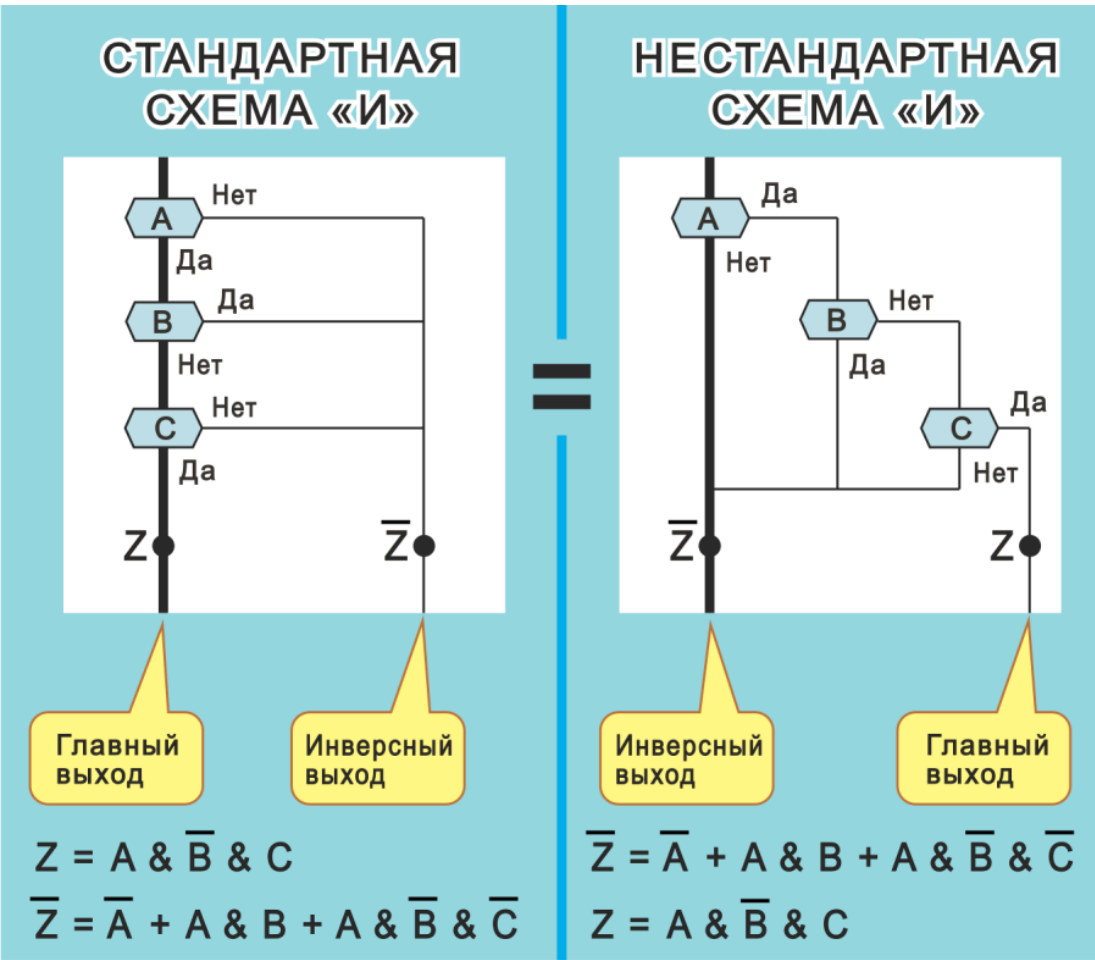 СТАНДАРТНАЯ
СХЕМА «И»
Нет
A
Да
Да
B
Нет
Нет
C
Да
Z
Z̅
Главный
выход
Инверсный
выход
Z = A & B̅ & C
Z̅ = A̅ + A & B + A & B̅ & C̅
=
НЕСТАНДАРТНАЯ
СХЕМА «И»
Да
A
Нет
Нет
B
Да
Да
C
Нет
Z̅
Z
Инверсный
выход
Главный
выход
Z̅ = A̅ + A & B + A & B̅ & C̅
Z = A & B̅ & C